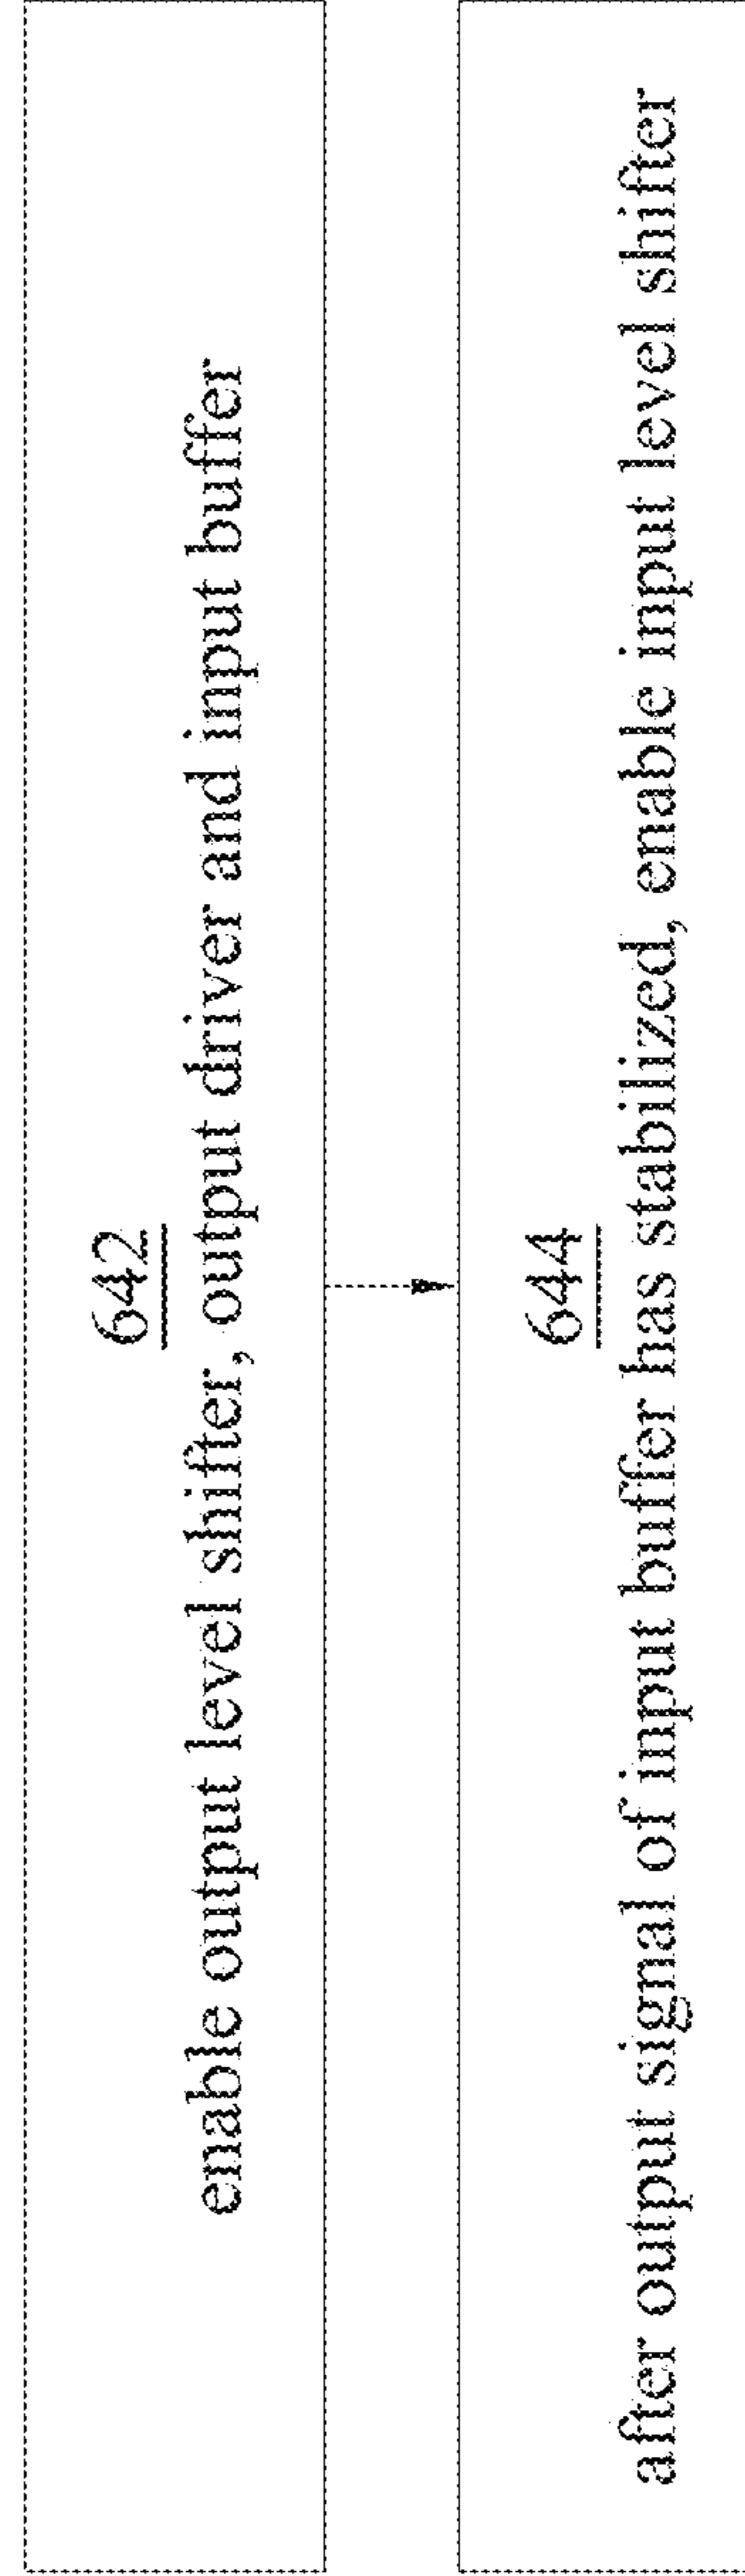 642
enable output level shifter, output driver and input buffer
644
after output signal of input buffer has stabilized, enable input level shifter